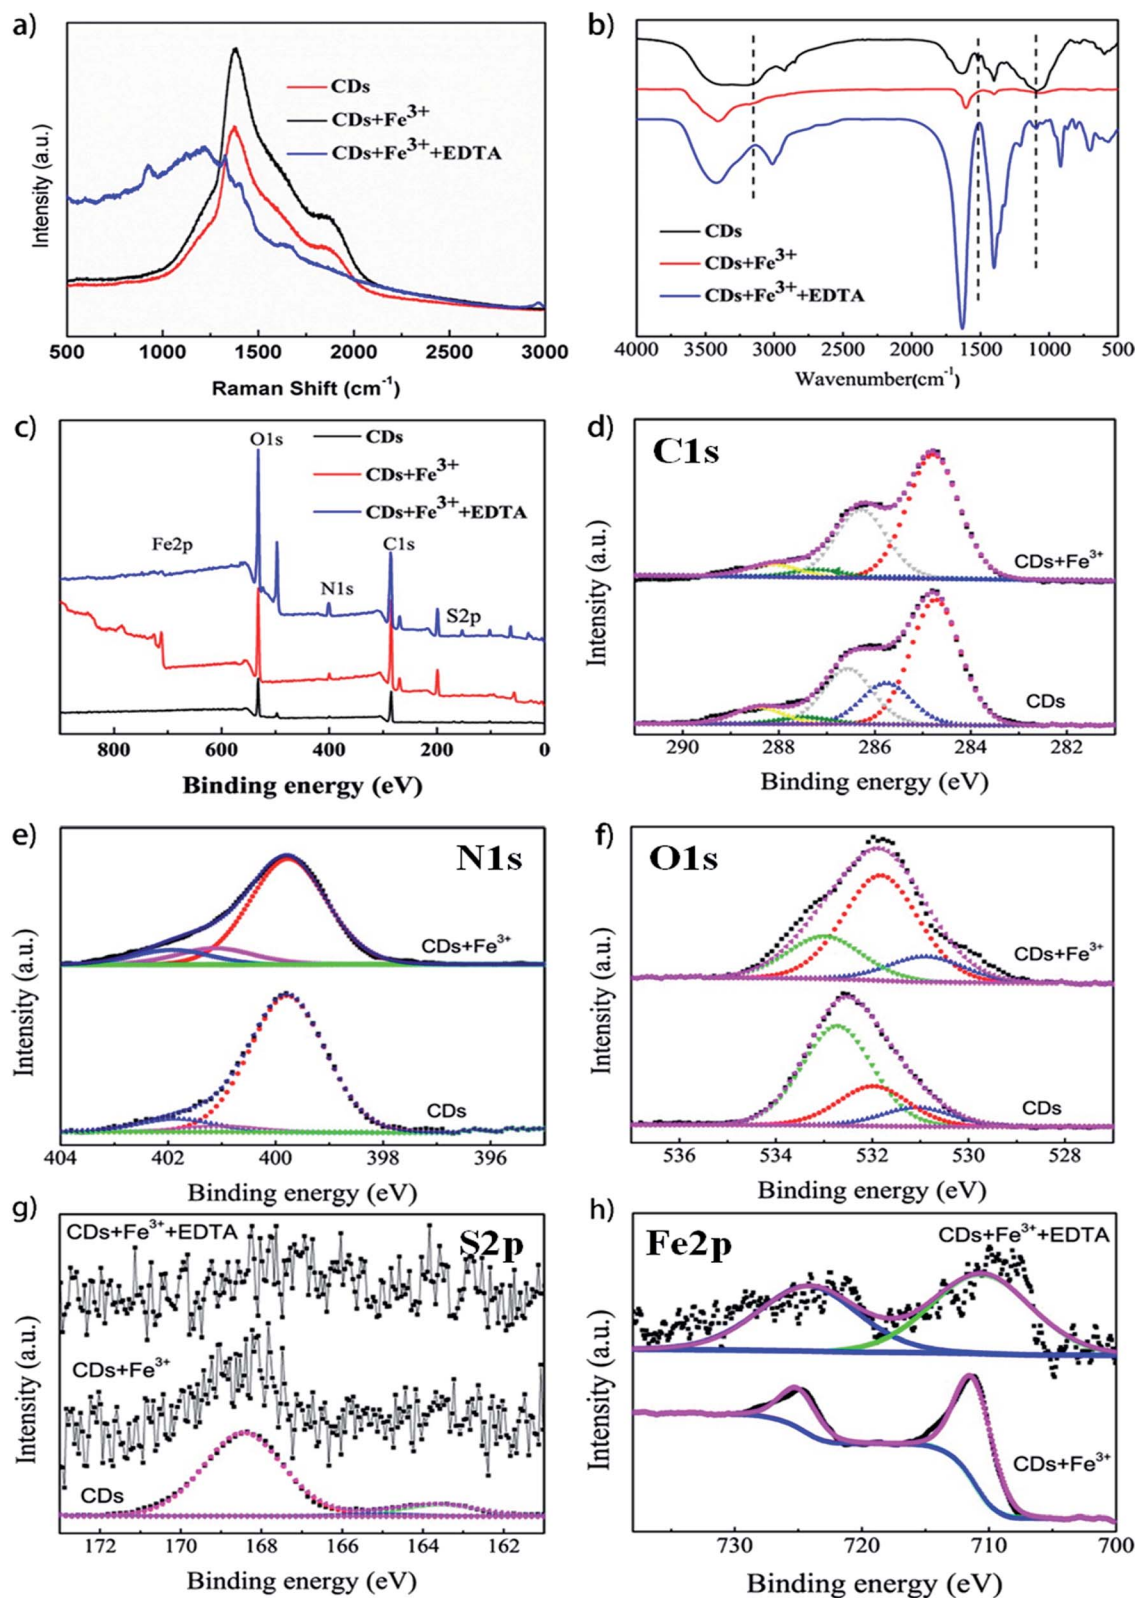 a)
Intensity (a.u.)
CDs
CDs+Fe³⁺
CDs+Fe³⁺+EDTA
500 1000 1500 2000 2500 3000
Raman Shift (cm⁻¹)
b)
CDs
CDs+Fe³⁺
CDs+Fe³⁺+EDTA
4000 3500 3000 2500 2000 1500 1000 500
Wavenumber(cm⁻¹)
c)
O1s
CDs
CDs+Fe³⁺
CDs+Fe³⁺+EDTA
Fe2p
C1s
N1s
S2p
800 600 400 200 0
Binding energy (eV)
d)
C1s
Intensity (a.u.)
CDs+Fe³⁺
CDs
290 288 286 284 282
Binding energy (eV)
e)
N1s
Intensity (a.u.)
CDs+Fe³⁺
CDs
404 402 400 398 396
Binding energy (eV)
f)
O1s
Intensity (a.u.)
CDs+Fe³⁺
CDs
536 534 532 530 528
Binding energy (eV)
g)
CDs+Fe³⁺+EDTA
S2p
Intensity (a.u.)
CDs+Fe³⁺
CDs
172 170 168 166 164 162
Binding energy (eV)
h)
CDs+Fe³⁺+EDTA
Fe2p
Intensity (a.u.)
CDs+Fe³⁺
730 720 710 700
Binding energy (eV)